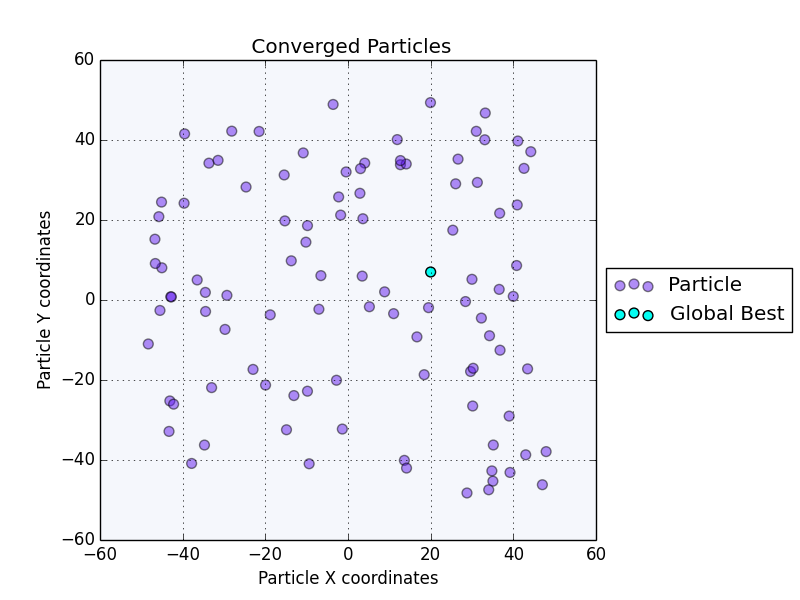 Converged Particles
60
40
20
0
−20
−40
−60
Particle Y coordinates
−60 −40 −20 0 20 40 60
Particle X coordinates
Particle
Global Best